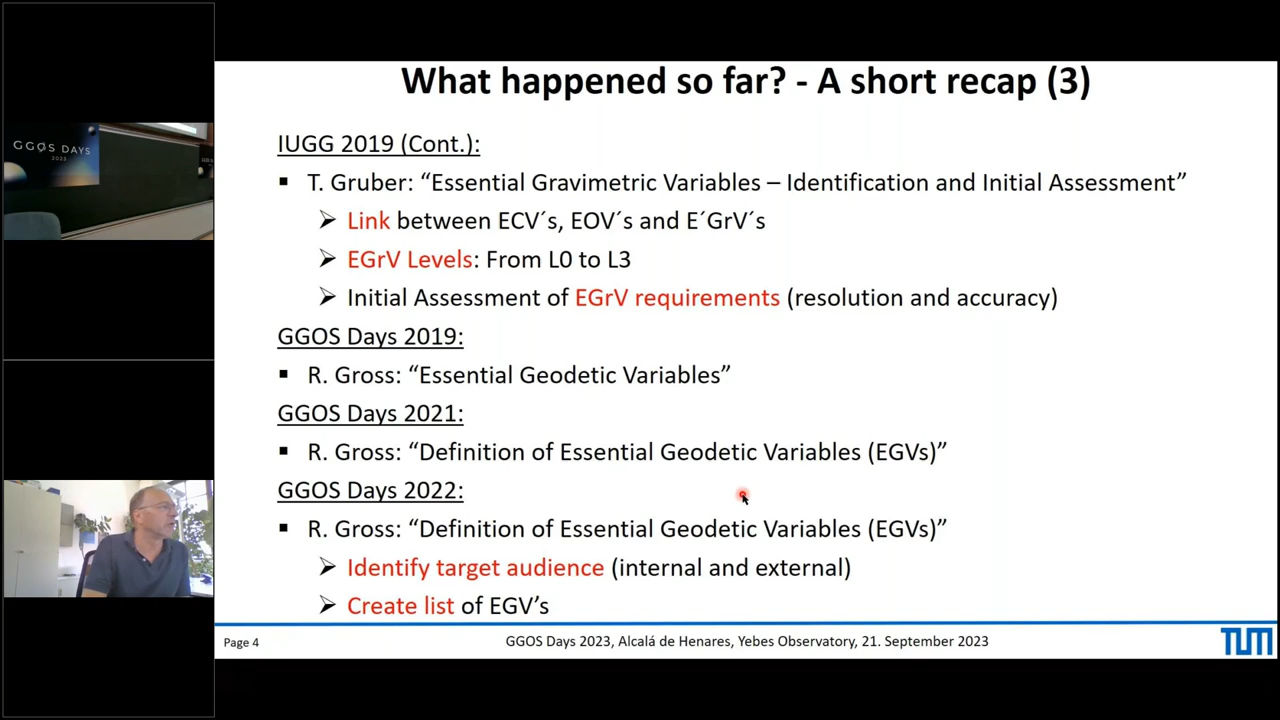 GGOS DAYS
2023
What happened so far? - A short recap (3)
IUGG 2019 (Cont.):
▪ T. Gruber: “Essential Gravimetric Variables – Identification and Initial Assessment”
➢ Link between ECV´s, EOV´s and E´GrV´s
➢ EGrV Levels: From L0 to L3
➢ Initial Assessment of EGrV requirements (resolution and accuracy)
GGOS Days 2019:
▪ R. Gross: “Essential Geodetic Variables”
GGOS Days 2021:
▪ R. Gross: “Definition of Essential Geodetic Variables (EGVs)”
GGOS Days 2022:
▪ R. Gross: “Definition of Essential Geodetic Variables (EGVs)”
➢ Identify target audience (internal and external)
➢ Create list of EGV’s
Page 4
GGOS Days 2023, Alcalá de Henares, Yebes Observatory, 21. September 2023
TUM